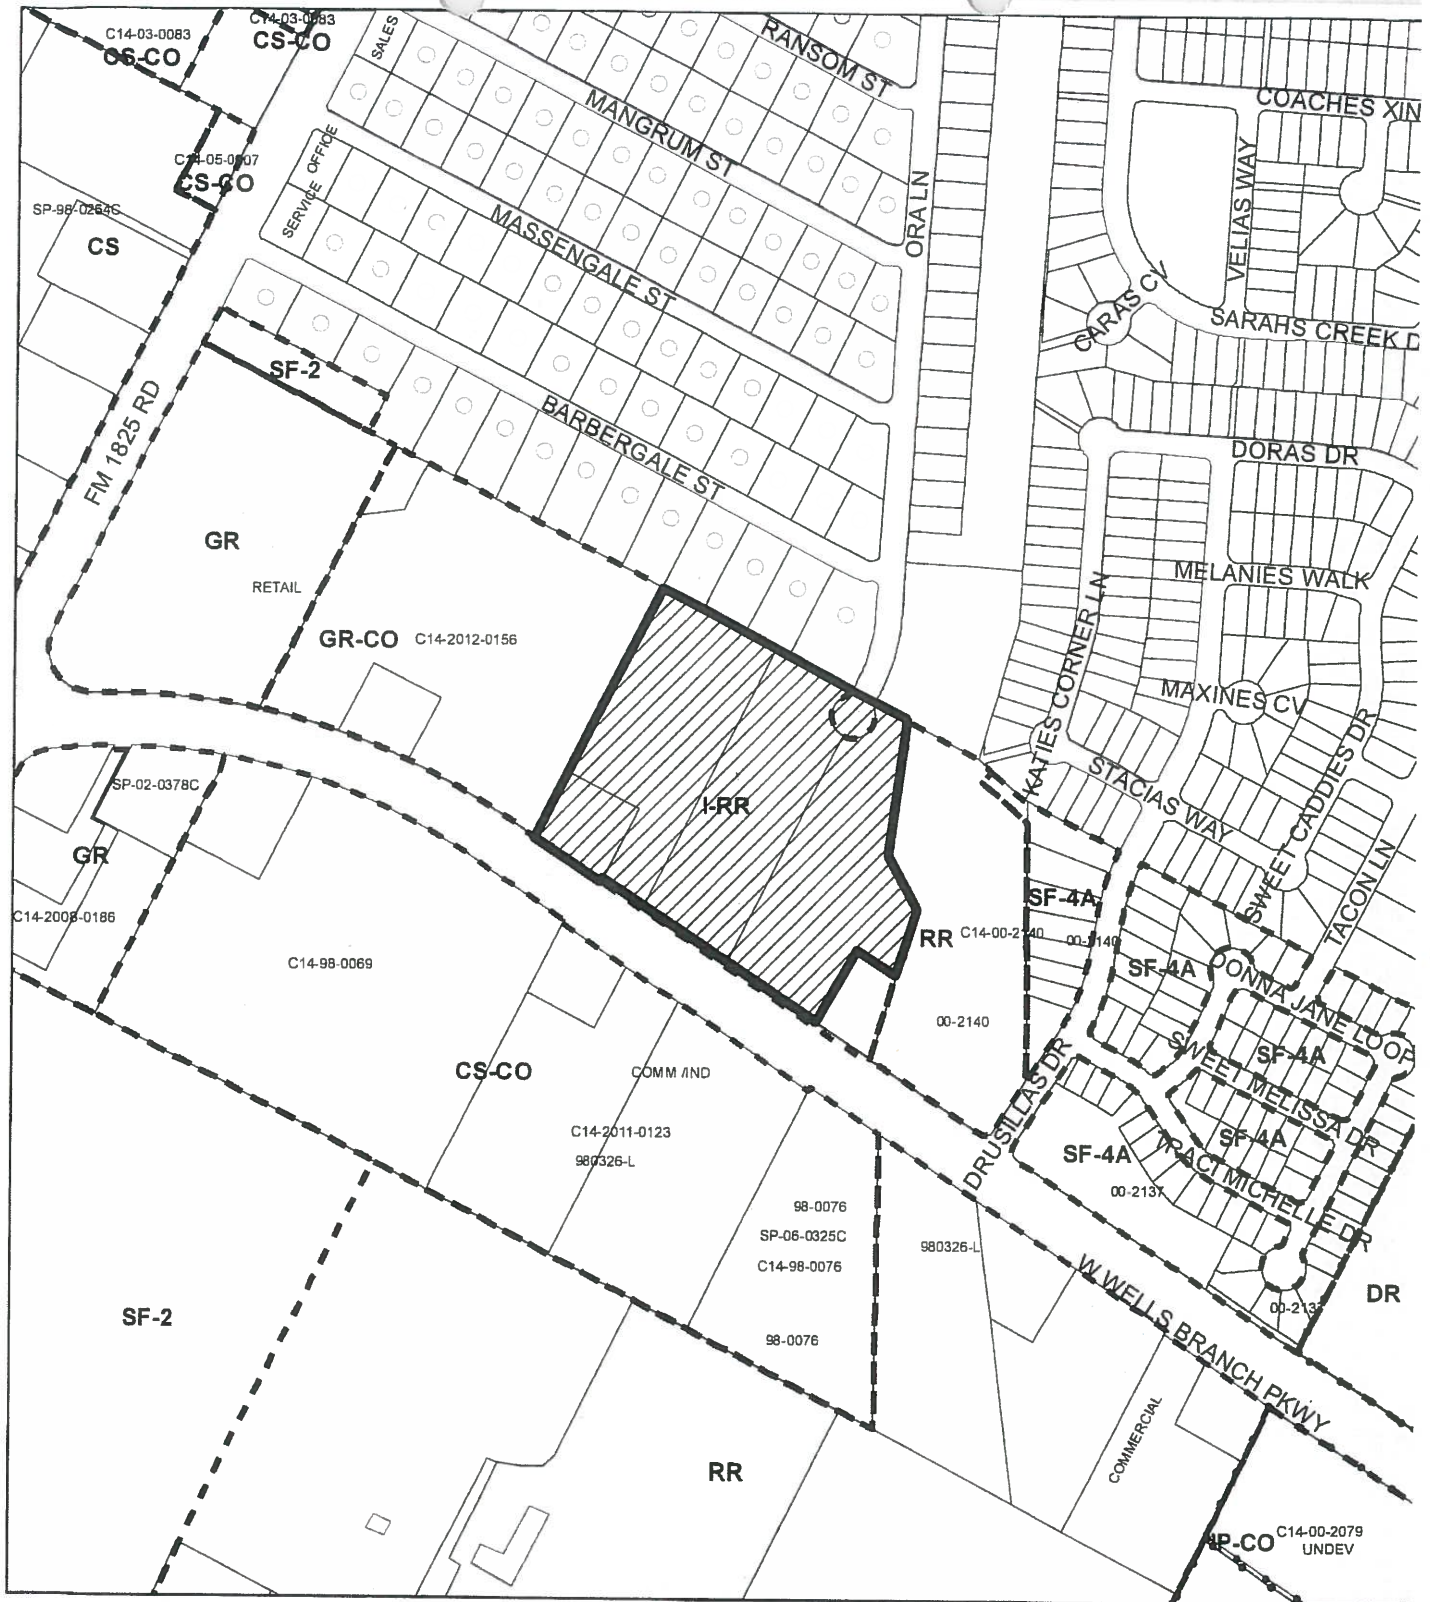 C14-03-0083
CS-CO
C14-03-0083
CS-CO
SALES
RANSOM ST
COACHES XIN
MANGRUM ST
VELIAS WAY
C14-05-0007
CS-CO
SERVICE OFFICE
ORA LN
SP-98-0254C
CS
MASSENGALE ST
CARAS CV
SARAHS CREEK D
SF-2
FM 1825 RD
BARBERGALE ST
DORAS DR
GR
RETAIL
MELANIES WALK
GR-CO
C14-2012-0156
KATIES CORNER LN
MAXINES CV
SP-02-0378C
I-RR
STACIAS WAY
SWEET CADDIES DR
GR
TACON LN
C14-2008-0186
SF-4A
RR
C14-00-2140
00-2140
C14-98-0069
SF-4A
DONNA JANE LOOP
00-2140
SWEET MELISSA DR
SF-4A
CS-CO
COMM /IND
DRUSILLAS DR
C14-2011-0123
980326-L
SF-4A
TRACI MICHELLE DR
SF-4A
00-2137
98-0076
SP-06-0325C
C14-98-0076
980326-L
W WELLS BRANCH PKWY
DR
SF-2
98-0076
COMMERCIAL
RR
IP-CO
C14-00-2079
UNDEV